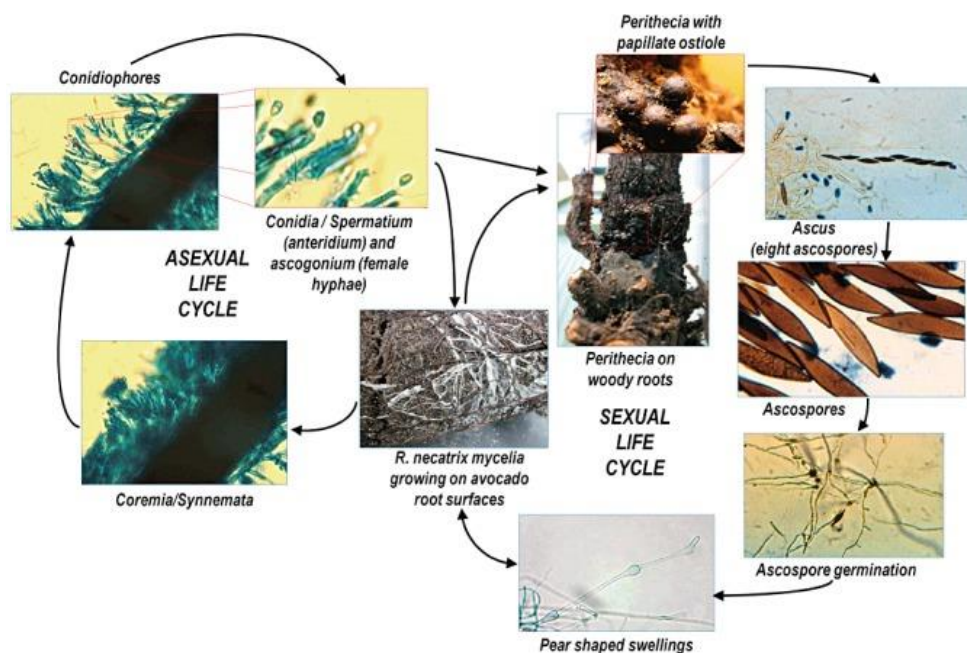 Perithecia with
papillate ostiole
Conidiophores
Conidia / Spermatium
(anteridium) and
ascogonium (female
hyphae)
ASEXUAL
LIFE
CYCLE
Ascus
(eight ascospores)
Perithecia on
woody roots
Ascospores
SEXUAL
LIFE
CYCLE
Coremia/Synnemata
R. necatrix mycelia
growing on avocado
root surfaces
Ascospore germination
Pear shaped swellings